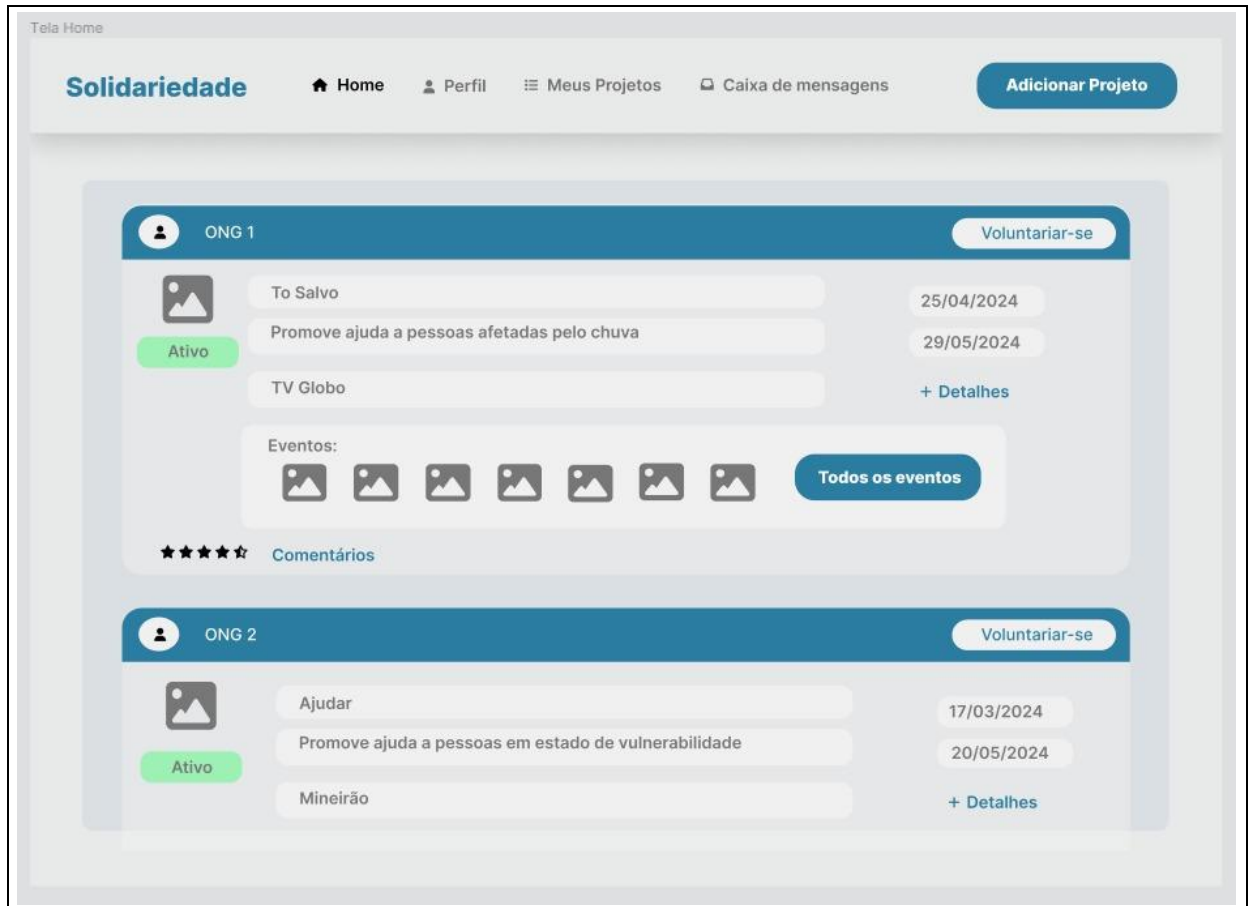 Tela Home
Solidariedade
Home
Perfil
Meus Projetos
Caixa de mensagens
Adicionar Projeto
ONG 1
Voluntariar-se
To Salvo
25/04/2024
Promove ajuda a pessoas afetadas pelo chuva
29/05/2024
Ativo
TV Globo
+ Detalhes
Eventos:
Todos os eventos
Comentários
ONG 2
Voluntariar-se
Ajudar
17/03/2024
Promove ajuda a pessoas em estado de vulnerabilidade
20/05/2024
Ativo
Mineirão
+ Detalhes